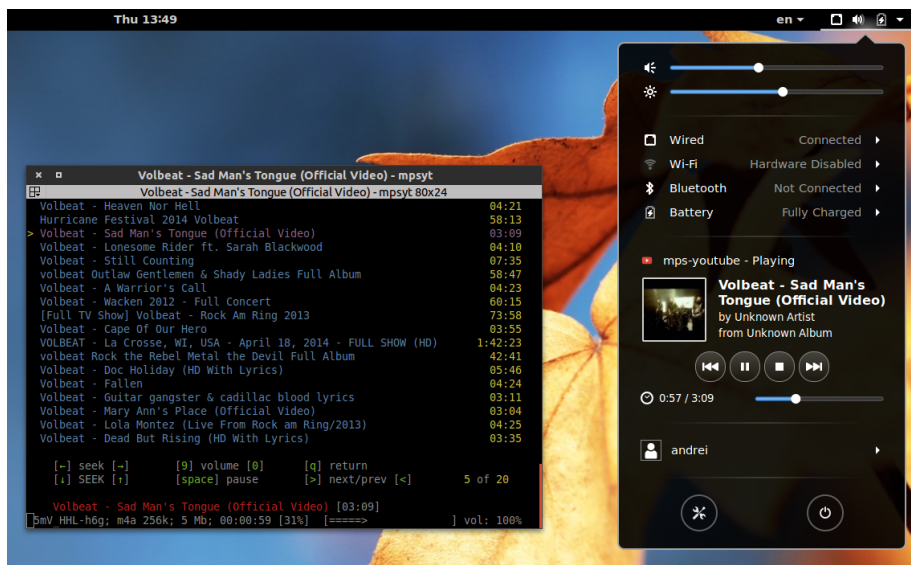 Thu 13:49
en
Volbeat - Sad Man's Tongue (Official Video) - mpsyt
Volbeat - Sad Man's Tongue (Official Video) - mpsyt 80x24
Volbeat - Heaven Nor Hell 04:21
Hurricane Festival 2014 Volbeat 58:13
> Volbeat - Sad Man's Tongue (Official Video) 03:09
Volbeat - Lonesome Rider ft. Sarah Blackwood 04:10
Volbeat - Still Counting 07:35
volbeat Outlaw Gentlemen & Shady Ladies Full Album 58:47
Volbeat - A Warrior's Call 04:23
Volbeat - Wacken 2012 - Full Concert 60:15
[Full TV Show] Volbeat - Rock Am Ring 2013 73:58
Volbeat - Cape Of Our Hero 03:55
VOLBEAT - La Crosse, WI, USA - April 18, 2014 - FULL SHOW (HD) 1:42:23
volbeat Rock the Rebel Metal the Devil Full Album 42:41
Volbeat - Doc Holiday (HD With Lyrics) 05:46
Volbeat - Fallen 04:24
Volbeat - Guitar gangster & cadillac blood lyrics 03:11
Volbeat - Mary Ann's Place (Official Video) 03:04
Volbeat - Lola Montez (Live From Rock am Ring/2013) 04:25
Volbeat - Dead But Rising (HD With Lyrics) 03:35
[←] seek [→] [9] volume [0] [q] return
[↓] SEEK [↑] [space] pause [>] next/prev [<] 5 of 20
Volbeat - Sad Man's Tongue (Official Video) [03:09]
5mV_HHL-h6g; m4a 256k; 5 Mb; 00:00:59 [31%] [=====> ] vol: 100%
Wired Connected
Wi-Fi Hardware Disabled
Bluetooth Not Connected
Battery Fully Charged
mps-youtube - Playing
Volbeat - Sad Man's
Tongue (Official Video)
by Unknown Artist
from Unknown Album
0:57 / 3:09
andrei